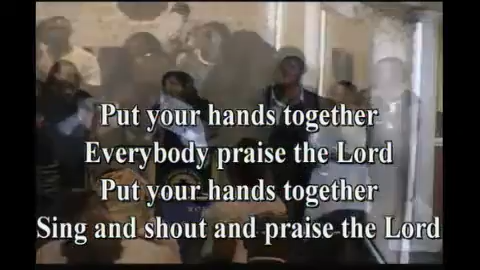 Put your hands together
Everybody praise the Lord
Put your hands together
Sing and shout and praise the Lord